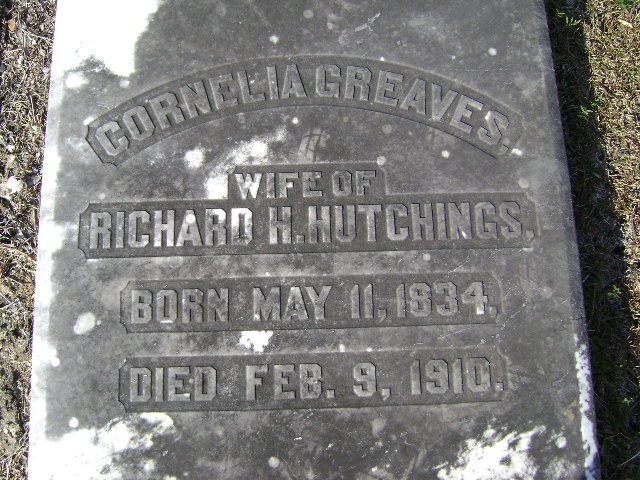 CORNELIA GREAVES.
WIFE OF
RICHARD H. HUTCHINGS.
BORN MAY 11, 1834.
DIED FEB. 9, 1910.